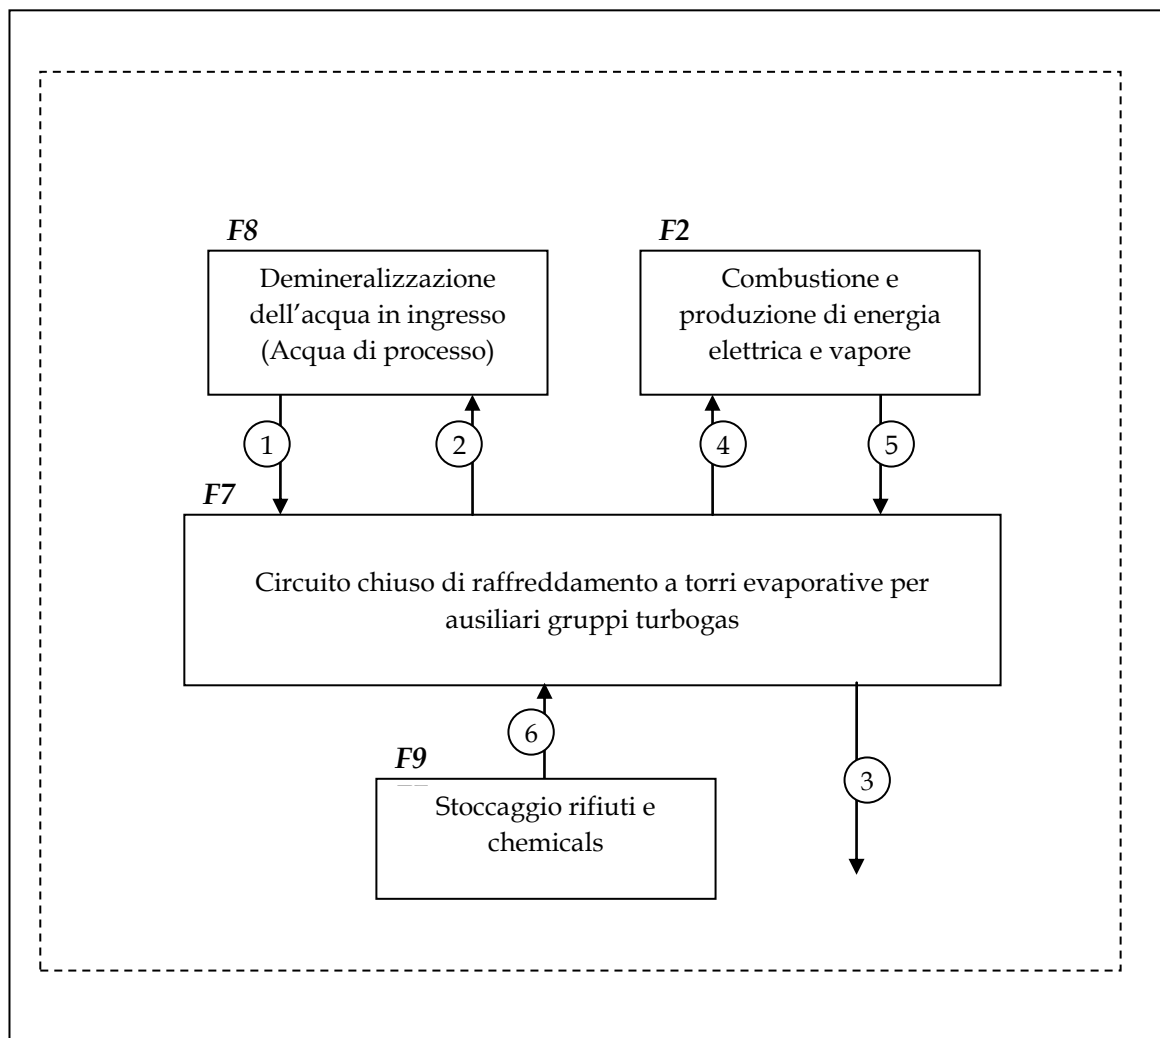 F8
Demineralizzazione
dell’acqua in ingresso
(Acqua di processo)
F2
Combustione e
produzione di energia
elettrica e vapore
1
2
4
5
F7
Circuito chiuso di raffreddamento a torri evaporative per
ausiliari gruppi turbogas
6
3
F9
Stoccaggio rifiuti e
chemicals